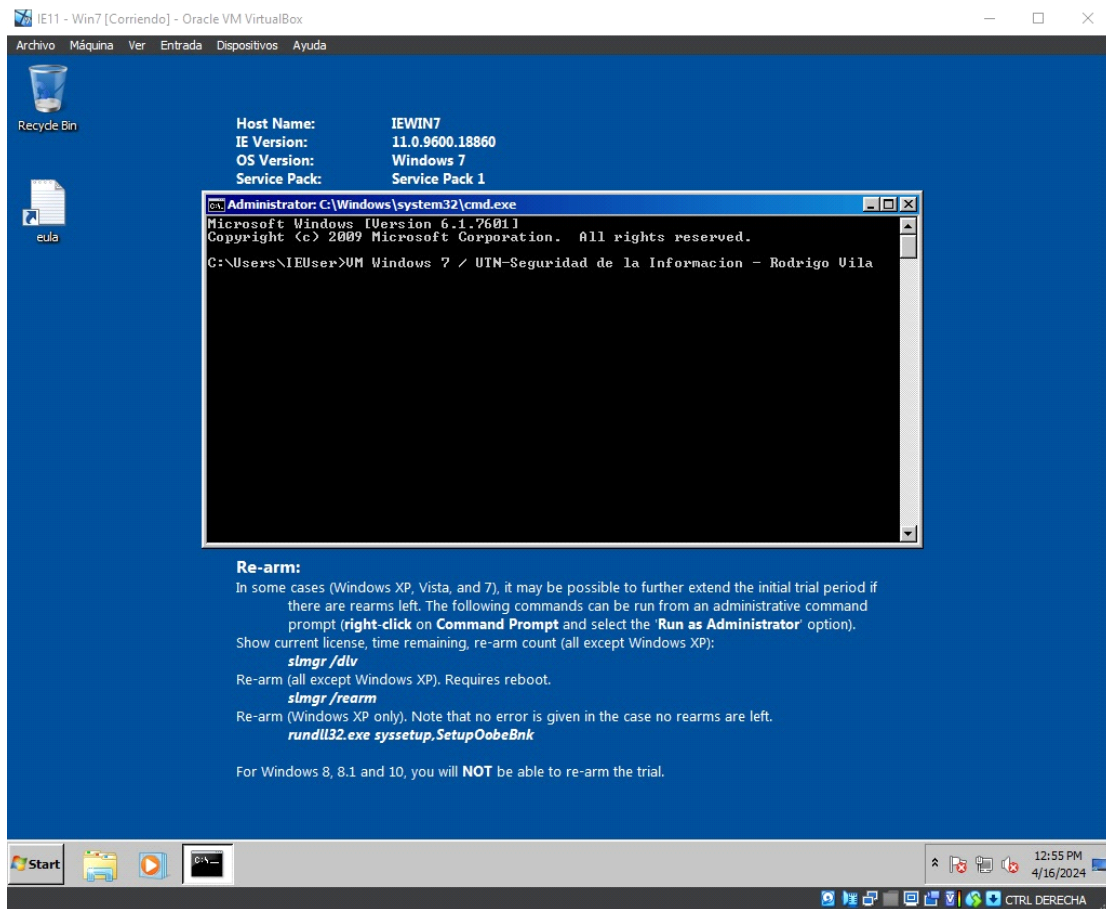 IE11 - Win7 [Corriendo] - Oracle VM VirtualBox
Archivo Máquina Ver Entrada Dispositivos Ayuda
Recycle Bin
eula
Host Name: IEWIN7
IE Version: 11.0.9600.18860
OS Version: Windows 7
Service Pack: Service Pack 1
Administrator: C:\Windows\system32\cmd.exe
Microsoft Windows [Version 6.1.7601]
Copyright (c) 2009 Microsoft Corporation. All rights reserved.
C:\Users\IEUser>VM Windows 7 / UTN-Seguridad de la Informacion - Rodrigo Vila
Re-arm:
In some cases (Windows XP, Vista, and 7), it may be possible to further extend the initial trial period if
there are rearms left. The following commands can be run from an administrative command
prompt (right-click on Command Prompt and select the 'Run as Administrator' option).
Show current license, time remaining, re-arm count (all except Windows XP):
slmgr /dlv
Re-arm (all except Windows XP). Requires reboot.
slmgr /rearm
Re-arm (Windows XP only). Note that no error is given in the case no rearms are left.
rundll32.exe syssetup,SetupOobeBnk
For Windows 8, 8.1 and 10, you will NOT be able to re-arm the trial.
Start
12:55 PM
4/16/2024
CTRL DERECHA